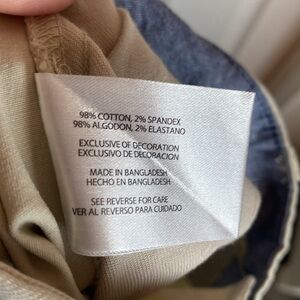 98% COTTON, 2% SPANDEX
98% ALGODON, 2% ELASTANO
EXCLUSIVE OF DECORATION
EXCLUSIVO DE DECORACION
MADE IN BANGLADESH
HECHO EN BANGLADESH
SEE REVERSE FOR CARE
VER AL REVERSO PARA CUIDADO